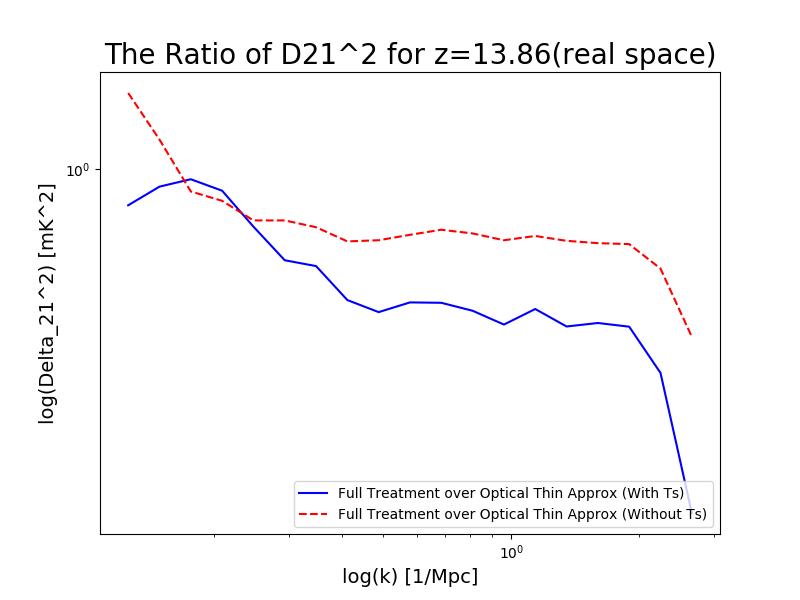 The Ratio of D21^2 for z=13.86(real space)
log(Delta_21^2) [mK^2]
10^0
Full Treatment over Optical Thin Approx (With Ts)
Full Treatment over Optical Thin Approx (Without Ts)
10^0
log(k) [1/Mpc]